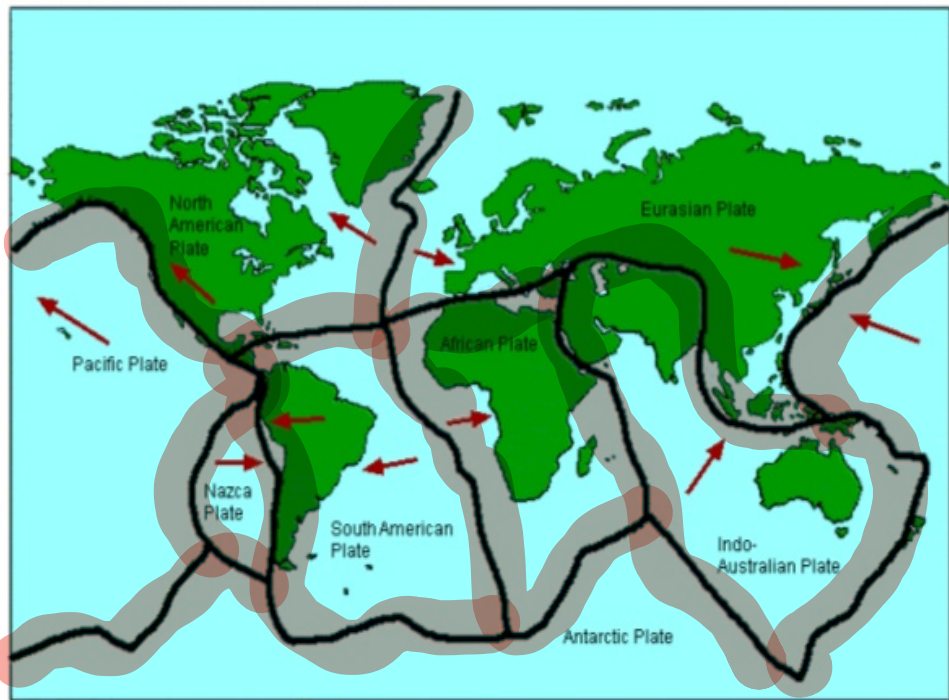 North
American
Plate
Eurasian Plate
African Plate
Pacific Plate
Nazca
Plate
South American
Plate
Indo-
Australian Plate
Antarctic Plate